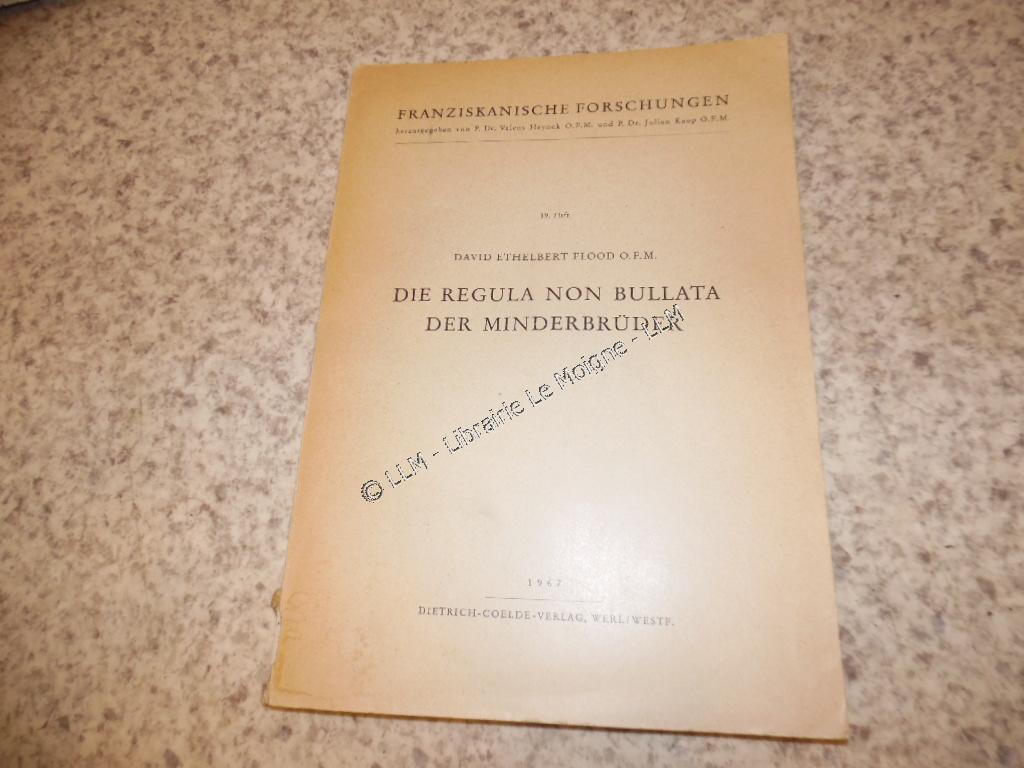 FRANZISKANISCHE FORSCHUNGEN
herausgegeben von P. Dr. Valens Heynck O.F.M. und P. Dr. Julian Kaup O.F.M.
19. Heft
DAVID ETHELBERT FLOOD O.F.M.
DIE REGULA NON BULLATA
DER MINDERBRÜDER
© LLM - Librairie Le Moigne - LLM
1967
DIETRICH-COELDE-VERLAG, WERL/WESTF.